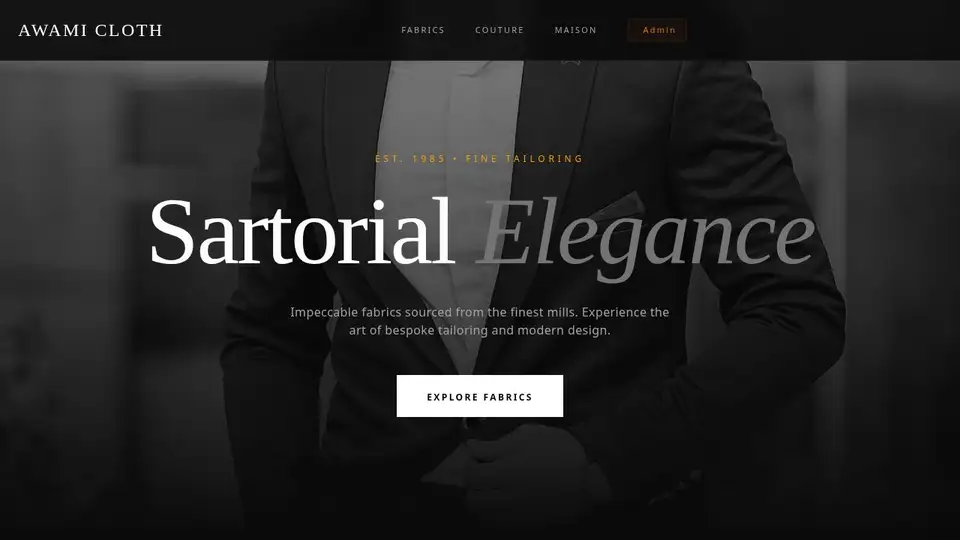 AWAMI CLOTH
FABRICS COUTURE MAISON Admin
EST. 1985 • FINE TAILORING
Sartorial Elegance
Impeccable fabrics sourced from the finest mills. Experience the
art of bespoke tailoring and modern design.
EXPLORE FABRICS